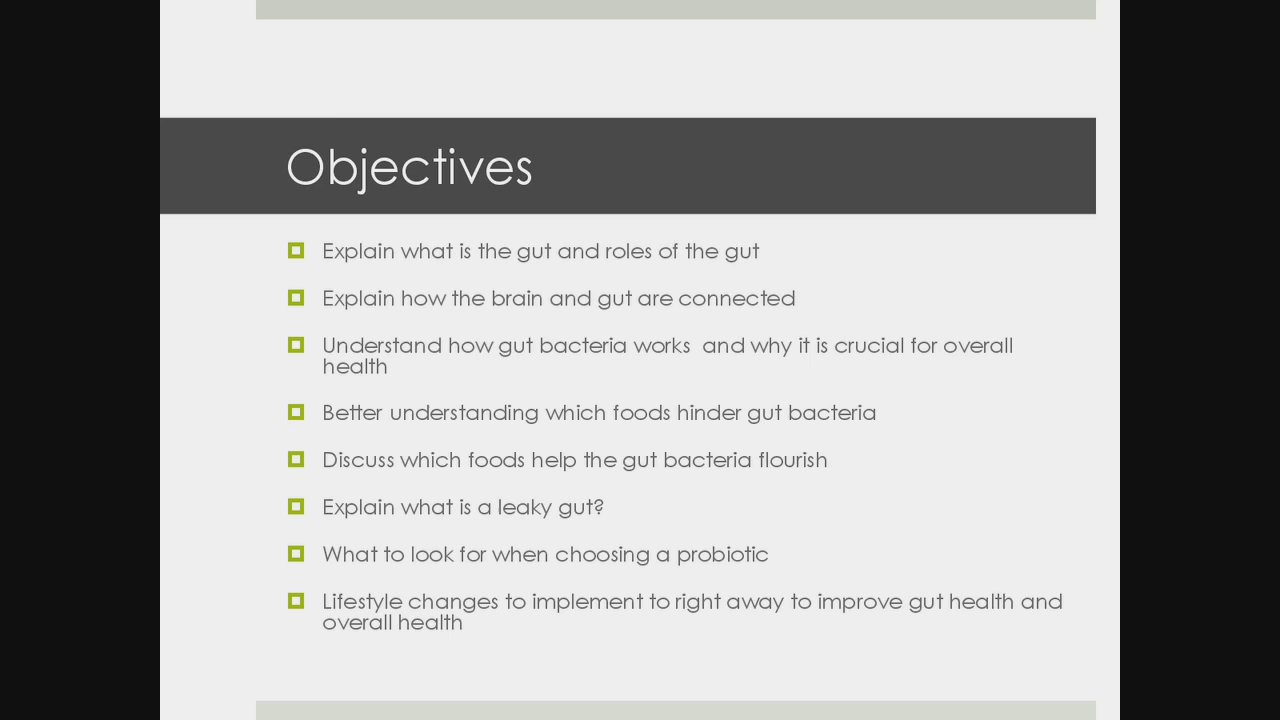 Objectives
Explain what is the gut and roles of the gut
Explain how the brain and gut are connected
Understand how gut bacteria works  and why it is crucial for overall
health
Better understanding which foods hinder gut bacteria
Discuss which foods help the gut bacteria flourish
Explain what is a leaky gut?
What to look for when choosing a probiotic
Lifestyle changes to implement to right away to improve gut health and
overall health